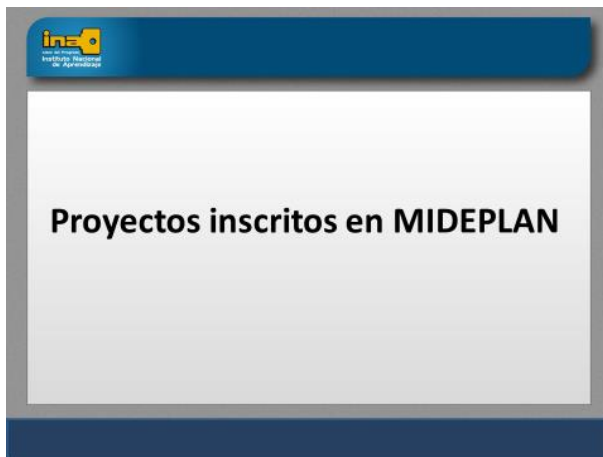 ina
Instituto Nacional
de Aprendizaje
Proyectos inscritos en MIDEPLAN